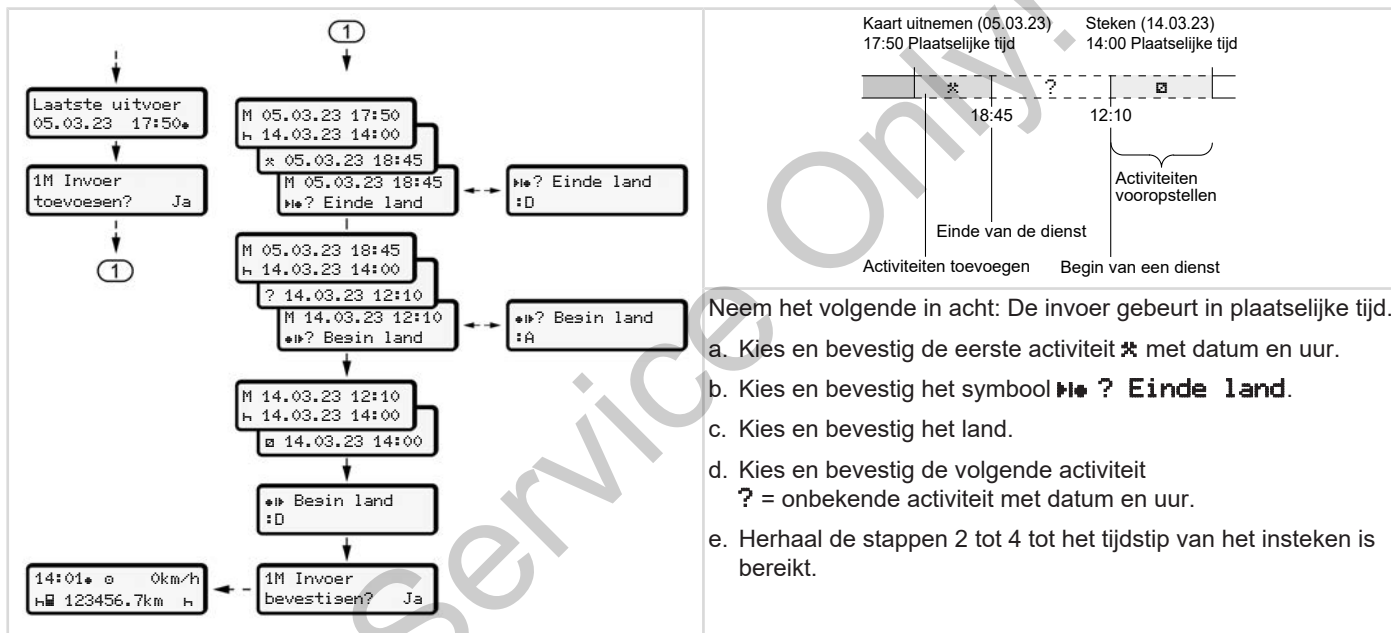 1
Laatste uitvoer
05.03.23 17:50
1M Invoer
toevoegen? Ja
1
M 05.03.23 17:50
14.03.23 14:00
05.03.23 18:45
M 05.03.23 18:45
? Einde land
? Einde land
:D
M 05.03.23 18:45
14.03.23 14:00
? 14.03.23 12:10
M 14.03.23 12:10
? Begin land
? Begin land
:A
M 14.03.23 12:10
14.03.23 14:00
14.03.23 14:00
Begin land
:D
1M Invoer
bevestigen? Ja
14:01 0km/h
123456.7km
Kaart uitnemen (05.03.23)
17:50 Plaatselijke tijd
Steken (14.03.23)
14:00 Plaatselijke tijd
?
18:45
12:10
Activiteiten
vooropstellen
Einde van de dienst
Activiteiten toevoegen
Begin van een dienst
Neem het volgende in acht: De invoer gebeurt in plaatselijke tijd.
a. Kies en bevestig de eerste activiteit met datum en uur.
b. Kies en bevestig het symbool ? Einde land.
c. Kies en bevestig het land.
d. Kies en bevestig de volgende activiteit
? = onbekende activiteit met datum en uur.
e. Herhaal de stappen 2 tot 4 tot het tijdstip van het insteken is
bereikt.
Service Only!